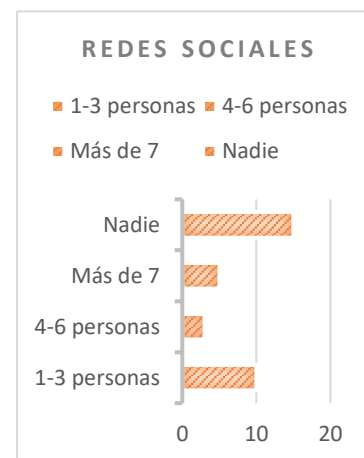 REDES SOCIALES
1-3 personas 4-6 personas
Más de 7 Nadie
Nadie
Más de 7
4-6 personas
1-3 personas
0 10 20